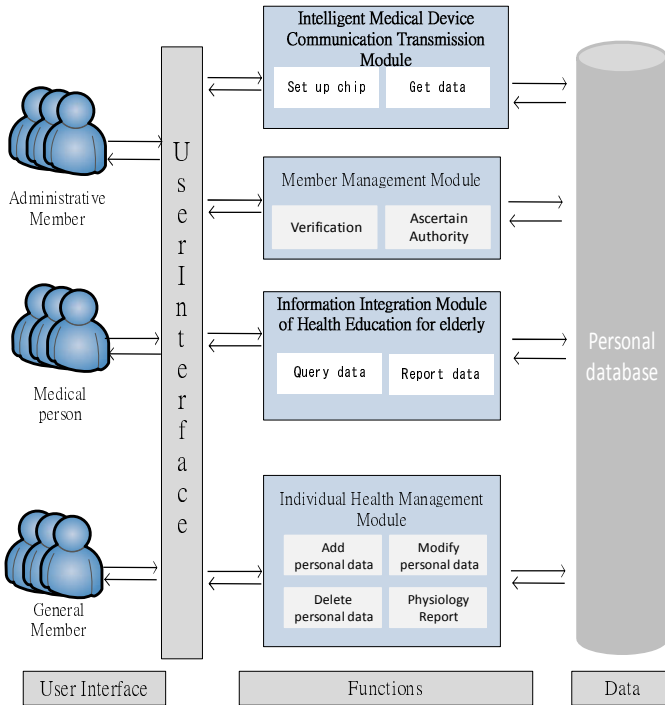 Intelligent Medical Device
Communication Transmission
Module
Set up chip
Get data
Administrative
Member
Member Management Module
Verification
Ascertain
Authority
UserInterface
Information Integration Module
of Health Education for elderly
Query data
Report data
Medical
person
Personal
database
Individual Health Management
Module
Add
personal data
Modify
personal data
Delete
personal data
Physiology
Report
General
Member
User Interface
Functions
Data